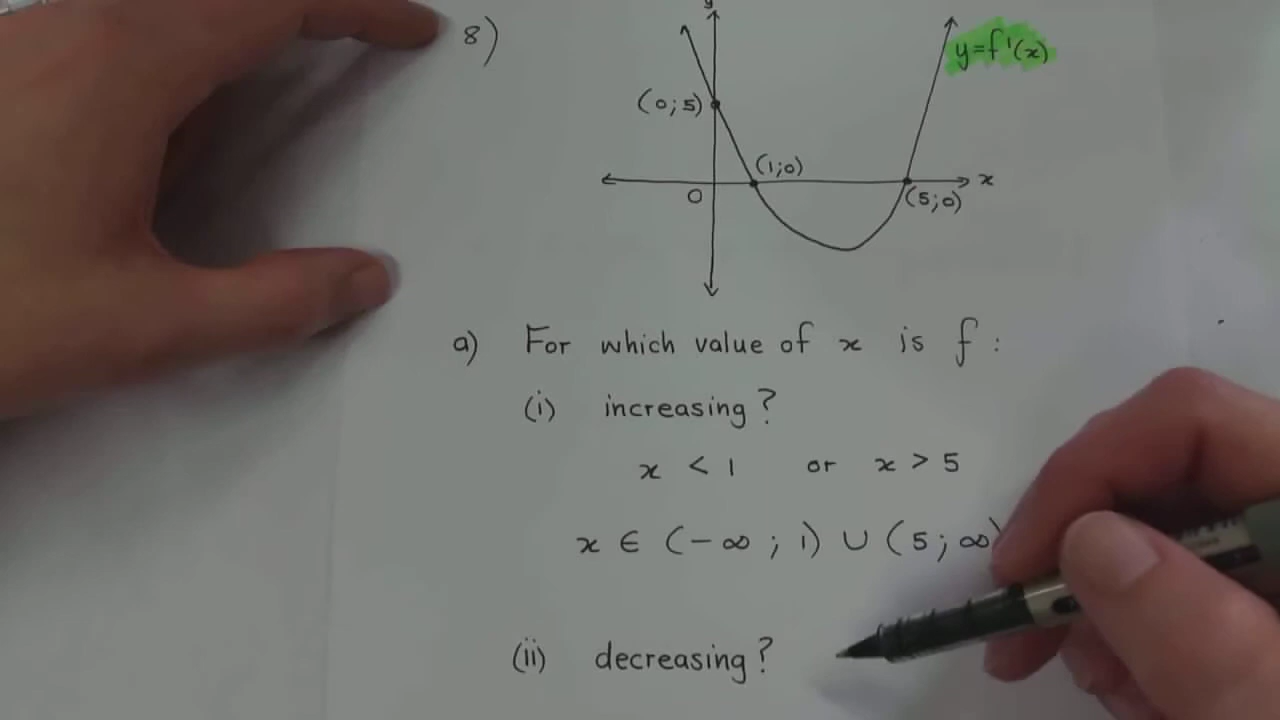 8)
y
y=f'(x)
(0;5)
(1;0)
x
0
(5;0)
a) For which value of x is f :
(i) increasing?
x < 1 or x > 5
x ∈ (-∞ ; 1) ∪ (5; ∞)
(ii) decreasing?